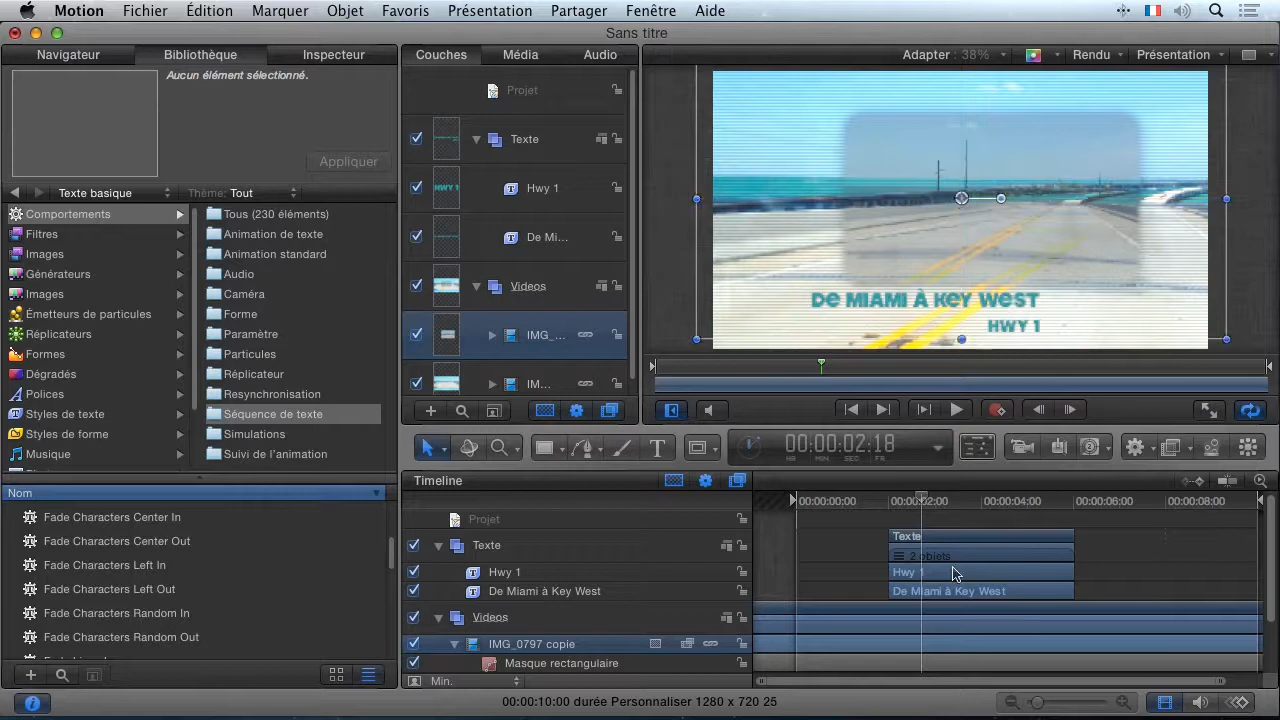 Motion Fichier Édition Marquer Objet Favoris Présentation Partager Fenêtre Aide
Sans titre
Navigateur Bibliothèque Inspecteur
Aucun élément sélectionné.
Appliquer
Texte basique Thème: Tout
Comportements
Filtres
Images
Générateurs
Images
Émetteurs de particules
Réplicateurs
Formes
Dégradés
Polices
Styles de texte
Styles de forme
Musique
Tous (230 éléments)
Animation de texte
Animation standard
Audio
Caméra
Forme
Paramètre
Particules
Réplicateur
Resynchronisation
Séquence de texte
Simulations
Suivi de l'animation
Nom
Fade Characters Center In
Fade Characters Center Out
Fade Characters Left In
Fade Characters Left Out
Fade Characters Random In
Fade Characters Random Out
Couches Média Audio
Projet
Texte
HWY 1
Hwy 1
De Mi...
Videos
IMG_...
IM...
Adapter : 38% Rendu Présentation
De Miami à Key West
HWY 1
T
00:00:02:18
HR MIN SEC FR
Timeline
00:00:00:00 00:00:02:00 00:00:04:00 00:00:06:00 00:00:08:00
Projet
Texte
Hwy 1
De Miami à Key West
Videos
IMG_0797 copie
Masque rectangulaire
Texte
2 objets
Hwy 1
De Miami à Key West
Min.
00:00:10:00 durée Personnaliser 1280 x 720 25